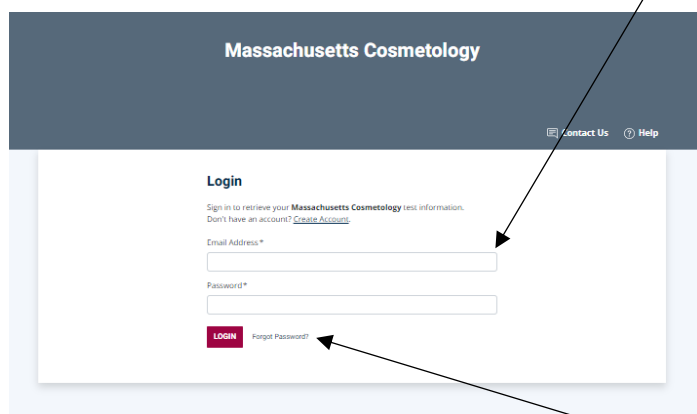 Massachusetts Cosmetology
Contact Us Help
Login
Sign in to retrieve your Massachusetts Cosmetology test information.
Don't have an account? Create Account.
Email Address*
Password*
LOGIN Forgot Password?